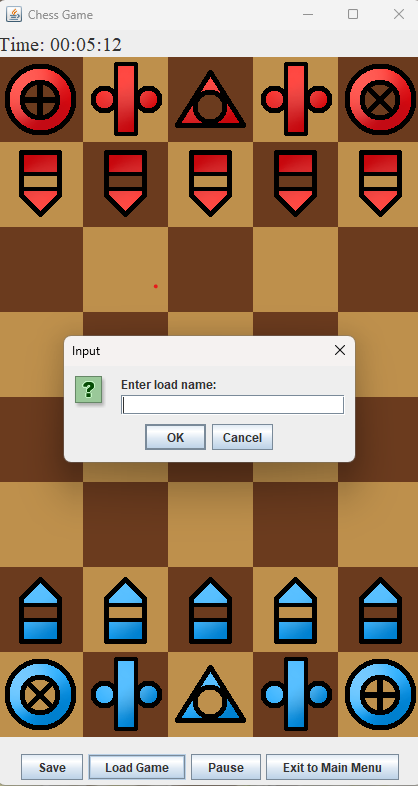 Chess Game
Time: 00:05:12
Input
?
Enter load name:
OK Cancel
Save Load Game Pause Exit to Main Menu